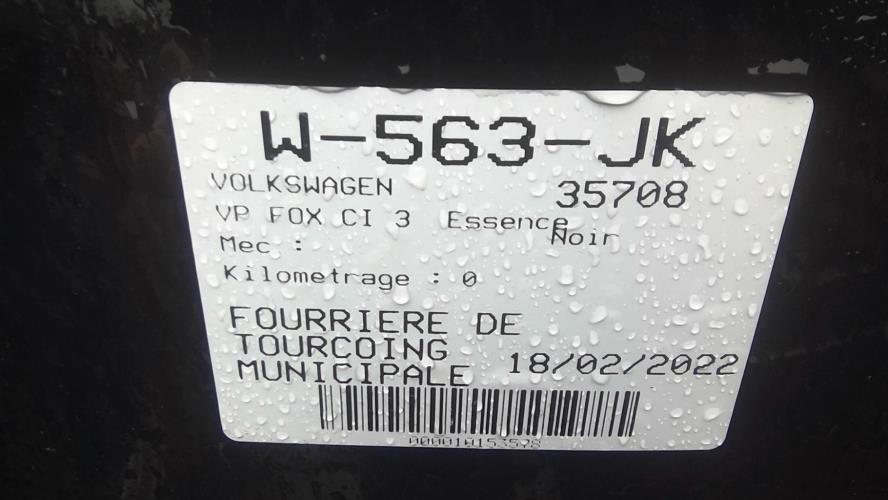 W-563-JK
VOLKSWAGEN 35708
VP FOX CI 3 Essence
Noir
Mec :
Kilometrage : 0
FOURRIERE DE
TOURCOING
MUNICIPALE 18/02/2022